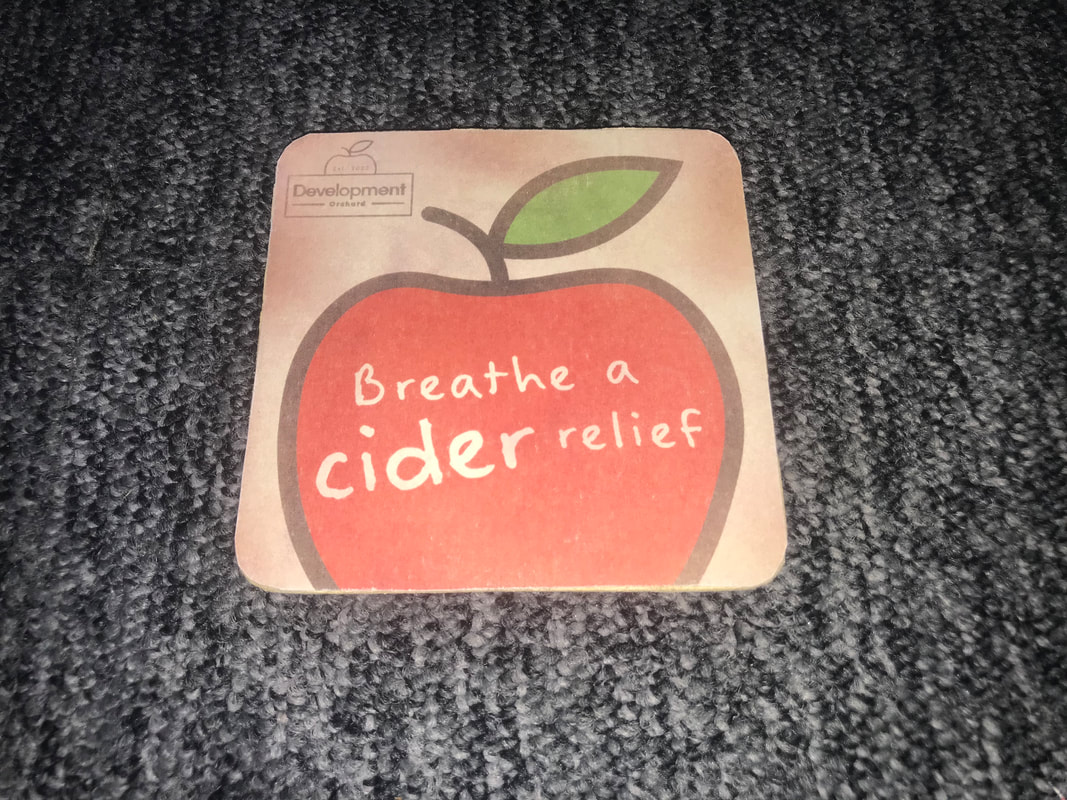 Development
Orchard
Breathe a
cider relief